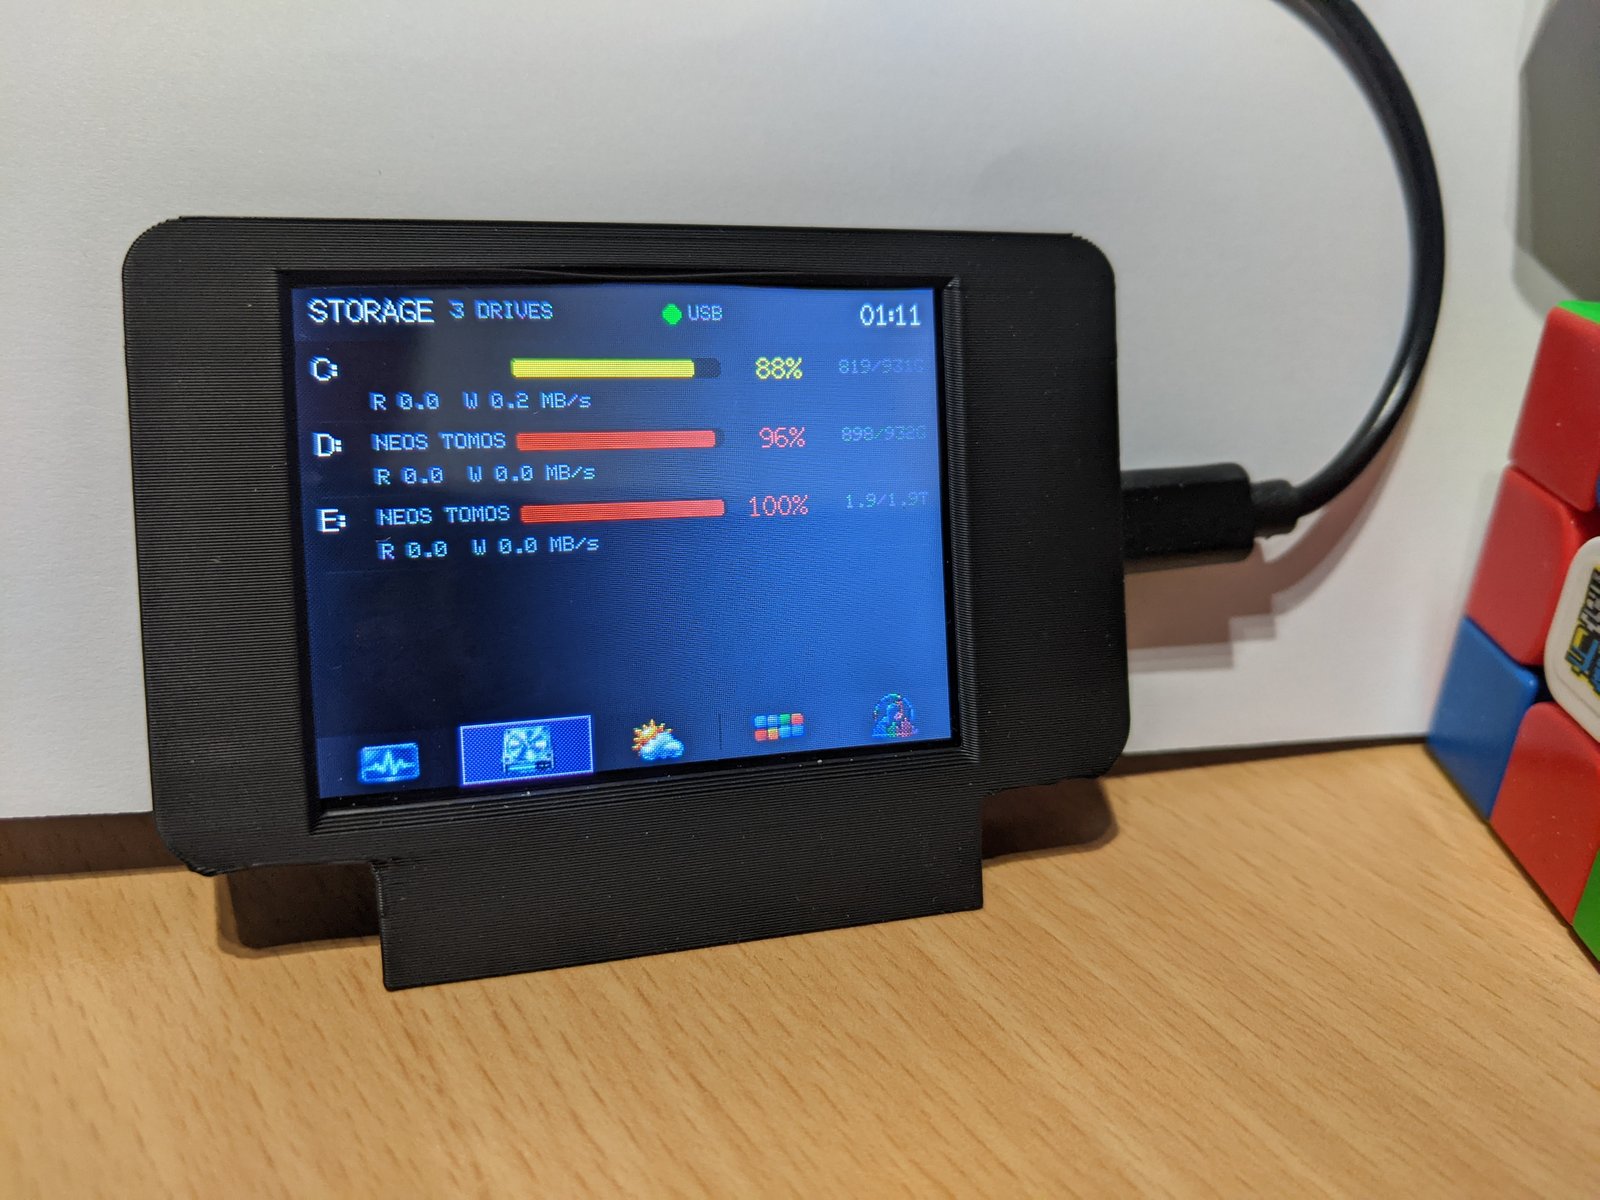 STORAGE 3 DRIVES USB 01:11
C: 88% 819/931G
R 0.0 W 0.2 MB/s
D: NEOS TOMOS 96% 898/932G
R 0.0 W 0.0 MB/s
E: NEOS TOMOS 100% 1.9/1.9T
R 0.0 W 0.0 MB/s